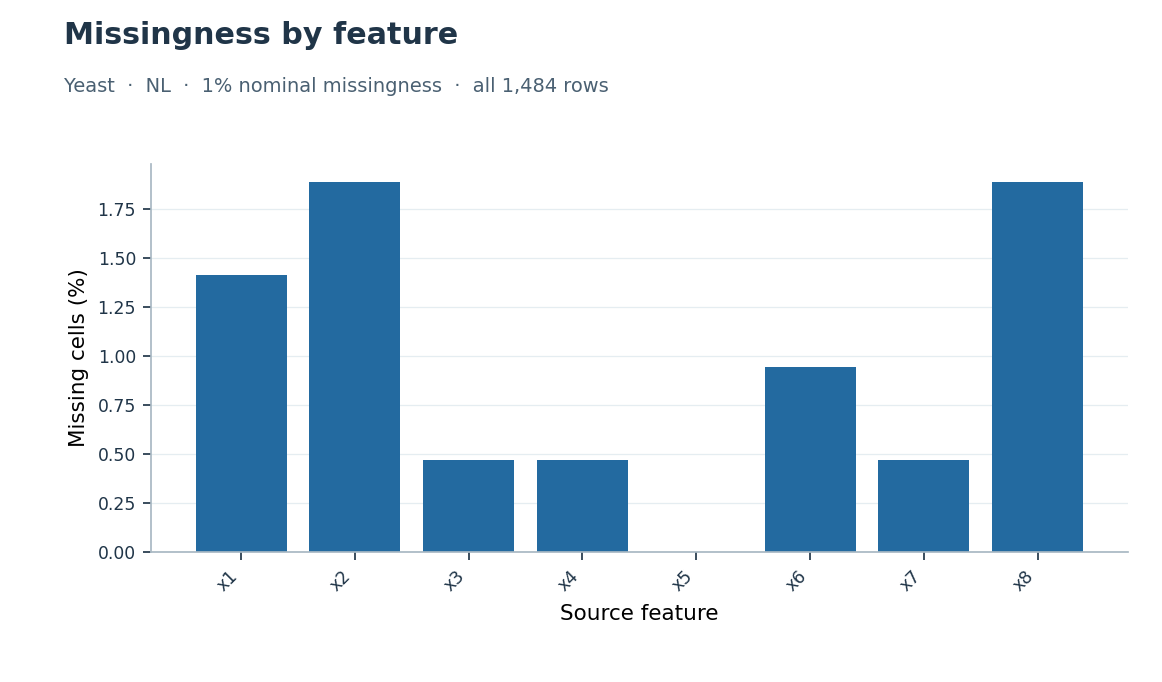 Missingness by feature
Yeast · NL · 1% nominal missingness · all 1,484 rows
1.75
1.50
1.25
1.00
0.75
0.50
0.25
0.00
Missing cells (%)
x1 x2 x3 x4 x5 x6 x7 x8
Source feature